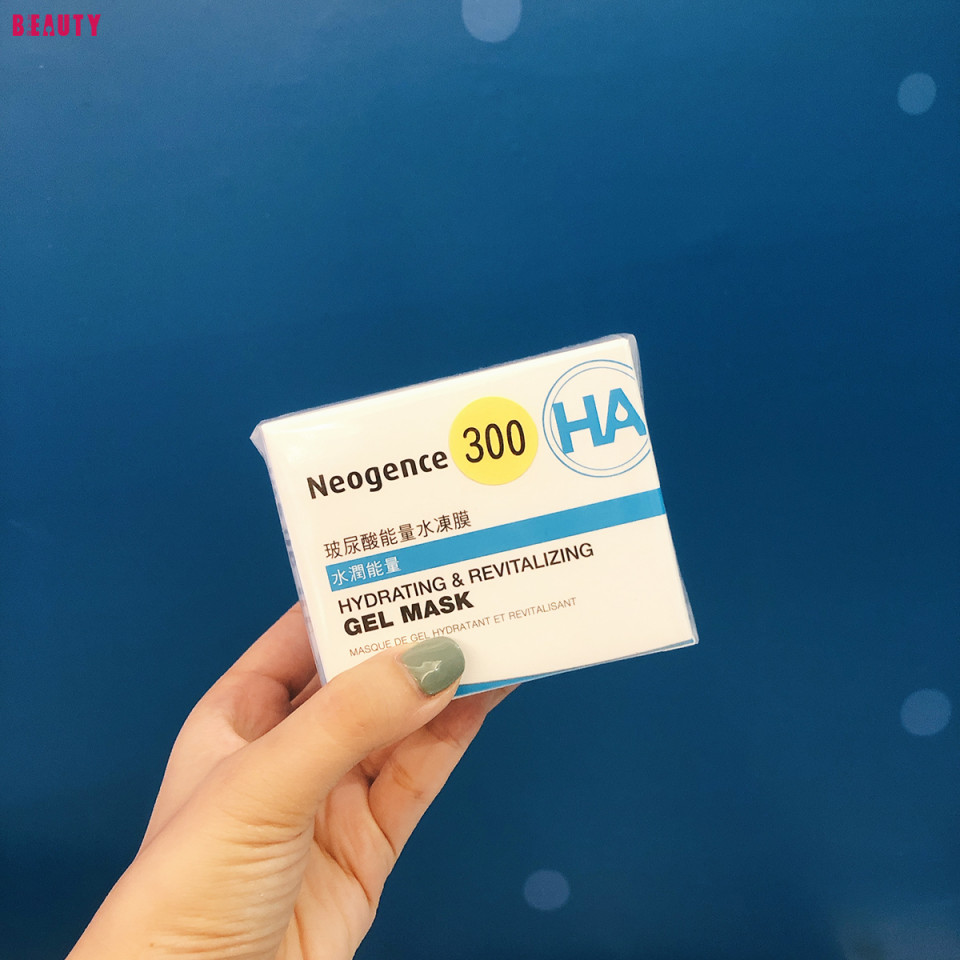 BEAUTY
HA
Neogence 300
玻尿酸能量水凍膜
水潤能量
HYDRATING & REVITALIZING
GEL MASK
MASQUE DE GEL HYDRATANT ET REVITALISANT